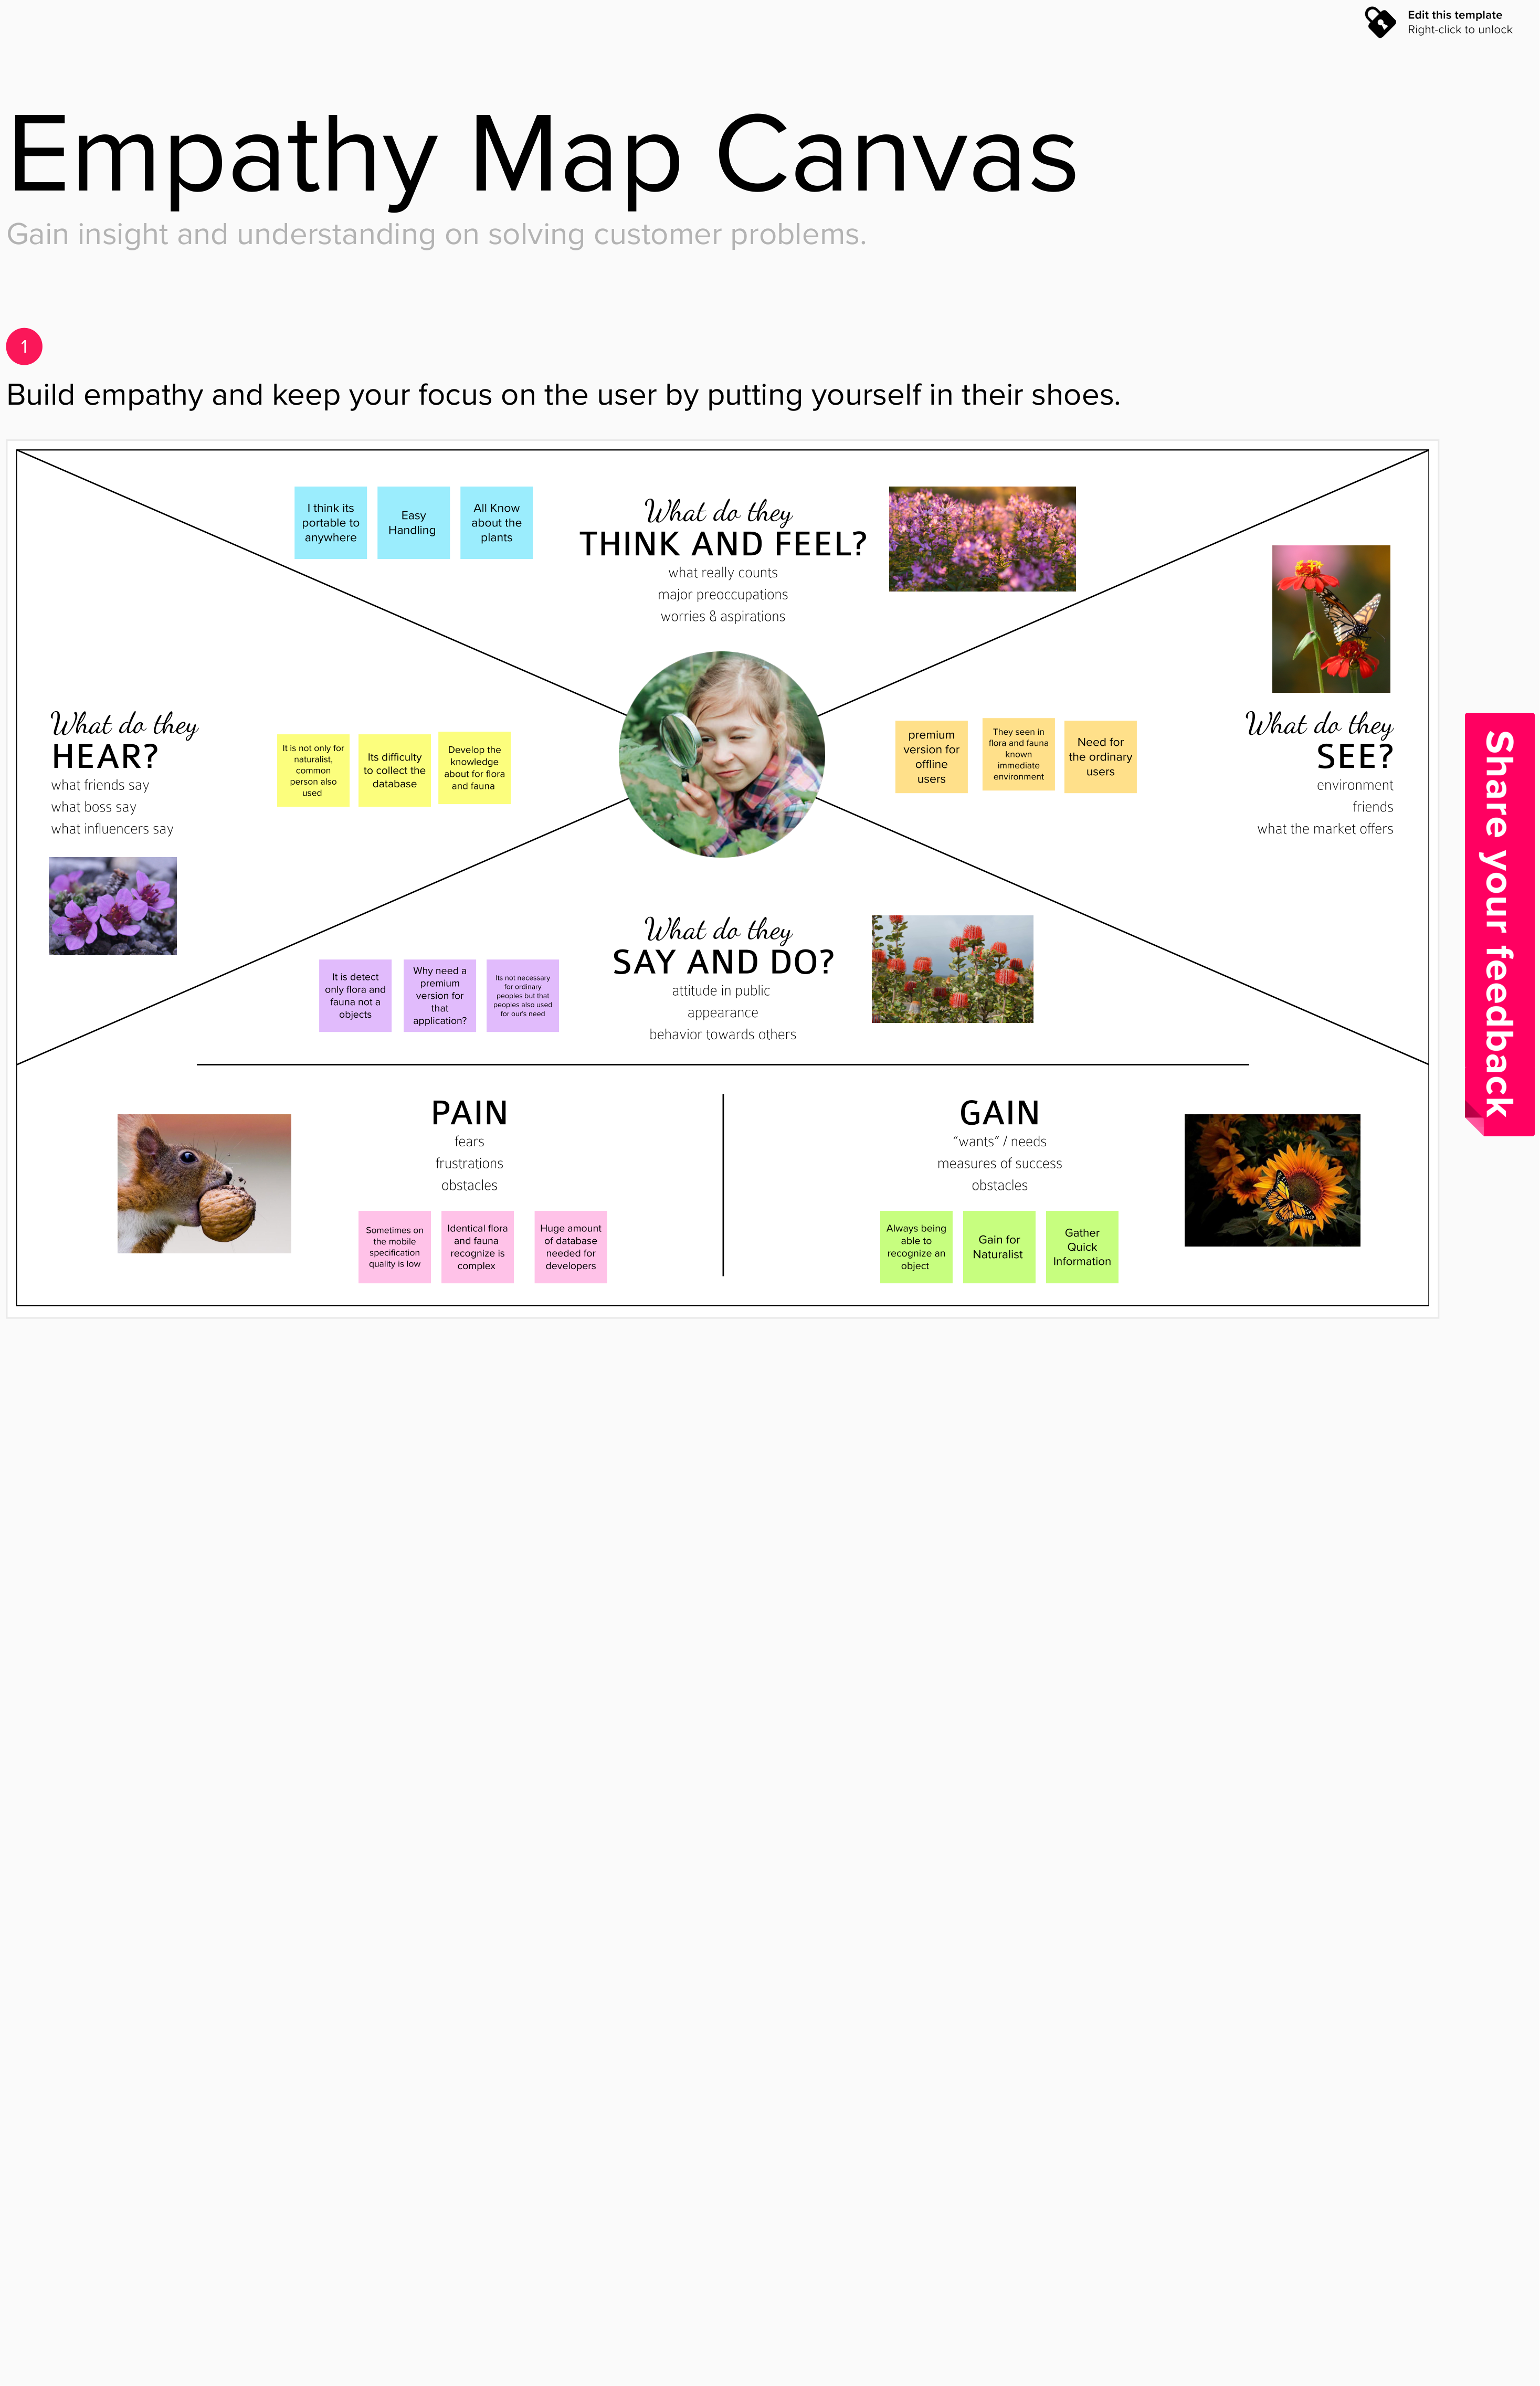 Edit this template
Right-click to unlock
Empathy Map Canvas
Gain insight and understanding on solving customer problems.
1
Build empathy and keep your focus on the user by putting yourself in their shoes.
I think its
portable to
anywhere
Easy
Handling
All Know
about the
plants
What do they
THINK AND FEEL?
what really counts
major preoccupations
worries & aspirations
What do they
HEAR?
what friends say
what boss say
what influencers say
It is not only for
naturalist,
common
person also
used
Its difficulty
to collect the
database
Develop the
knowledge
about for flora
and fauna
premium
version for
offline
users
They seen in
flora and fauna
known
immediate
environment
Need for
the ordinary
users
What do they
SEE?
environment
friends
what the market offers
Share your feedback
What do they
SAY AND DO?
attitude in public
appearance
behavior towards others
It is detect
only flora and
fauna not a
objects
Why need a
premium
version for
that
application?
Its not necessary
for ordinary
peoples but that
peoples also used
for our's need
PAIN
fears
frustrations
obstacles
Sometimes on
the mobile
specification
quality is low
Identical flora
and fauna
recognize is
complex
Huge amount
of database
needed for
developers
GAIN
“wants” / needs
measures of success
obstacles
Always being
able to
recognize an
object
Gain for
Naturalist
Gather
Quick
Information